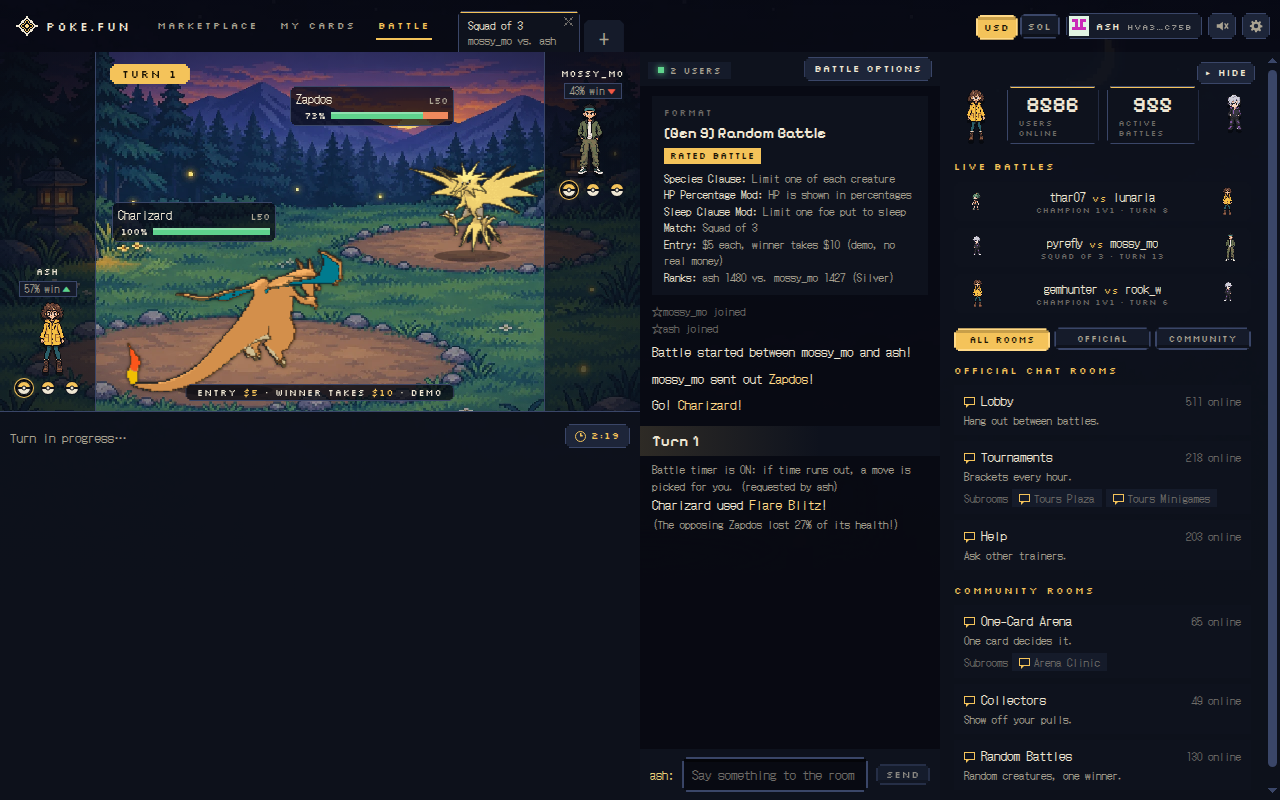 POKE.FUN
MARKETPLACE
MY CARDS
BATTLE
Squad of 3
mossy_mo vs. ash
+
USD
SOL
ASH HVA3…C75B
TURN 1
Zapdos L50
73%
MOSSY_MO
43% win
Charizard L50
100%
ASH
57% win
ENTRY $5 · WINNER TAKES $10 · DEMO
Turn in progress…
2:19
2 USERS
BATTLE OPTIONS
FORMAT
[Gen 9] Random Battle
RATED BATTLE
Species Clause: Limit one of each creature
HP Percentage Mod: HP is shown in percentages
Sleep Clause Mod: Limit one foe put to sleep
Match: Squad of 3
Entry: $5 each, winner takes $10 (demo, no
real money)
Ranks: ash 1480 vs. mossy_mo 1427 (Silver)
☆mossy_mo joined
☆ash joined
Battle started between mossy_mo and ash!
mossy_mo sent out Zapdos!
Go! Charizard!
Turn 1
Battle timer is ON: if time runs out, a move is
picked for you. (requested by ash)
Charizard used Flare Blitz!
(The opposing Zapdos lost 27% of its health!)
ash:
Say something to the room
SEND
▸ HIDE
USERS
ONLINE
ACTIVE
BATTLES
LIVE BATTLES
thar07 vs lunaria
CHAMPION 1V1 · TURN 8
pyrefly vs mossy_mo
SQUAD OF 3 · TURN 13
gemhunter vs rook_w
CHAMPION 1V1 · TURN 6
ALL ROOMS
OFFICIAL
COMMUNITY
OFFICIAL CHAT ROOMS
Lobby 511 online
Hang out between battles.
Tournaments 218 online
Brackets every hour.
Subrooms Tours Plaza Tours Minigames
Help 203 online
Ask other trainers.
COMMUNITY ROOMS
One-Card Arena 65 online
One card decides it.
Subrooms Arena Clinic
Collectors 49 online
Show off your pulls.
Random Battles 130 online
Random creatures, one winner.